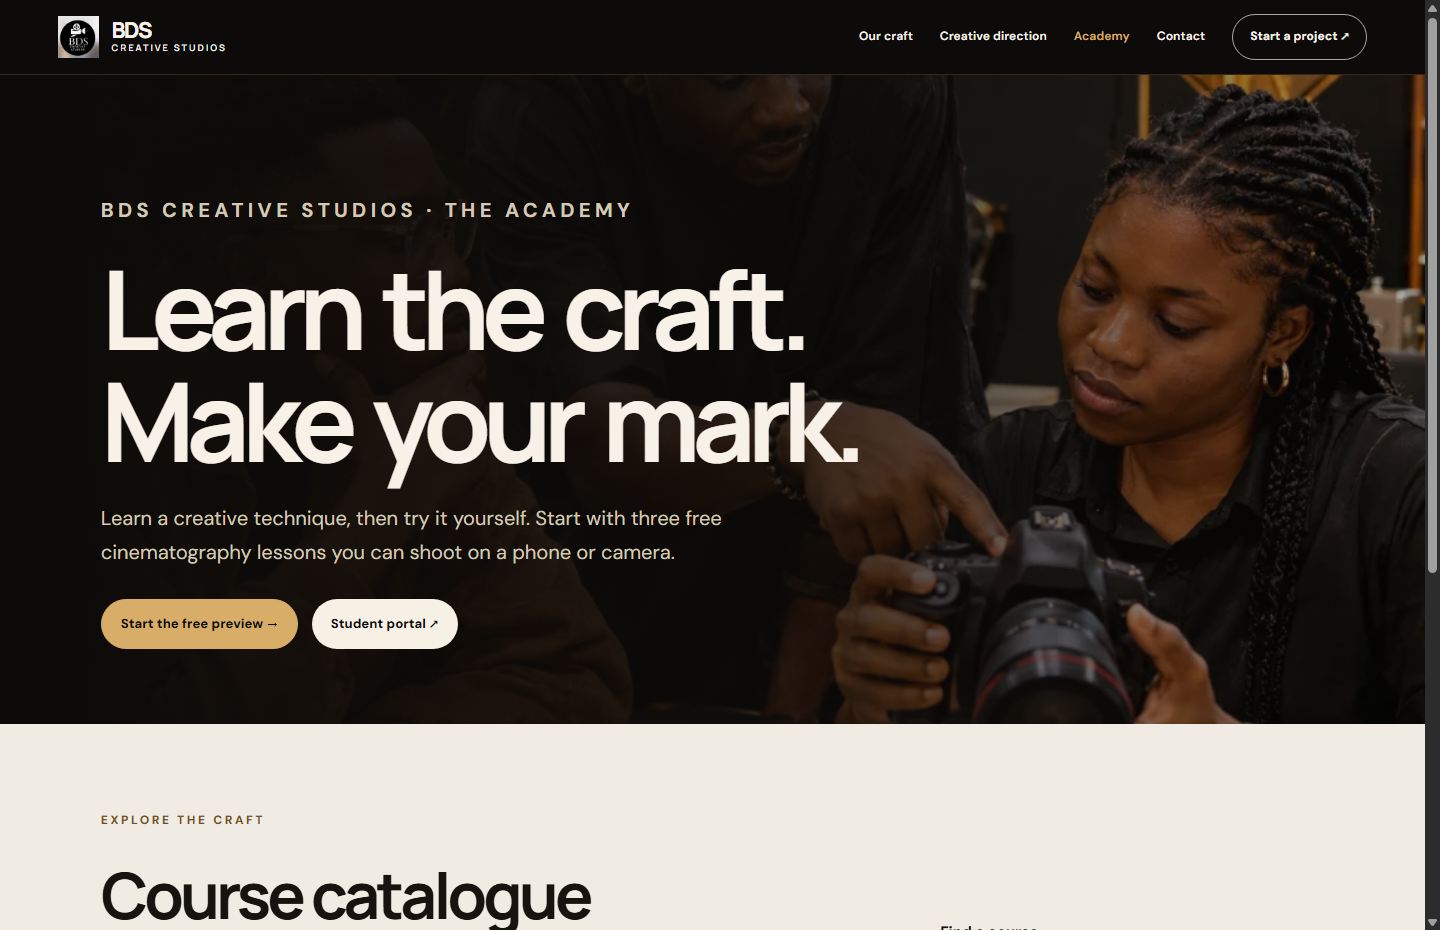 BDS
CREATIVE STUDIOS
Our craft
Creative direction
Academy
Contact
Start a project ↗
BDS CREATIVE STUDIOS · THE ACADEMY
Learn the craft.
Make your mark.
Learn a creative technique, then try it yourself. Start with three free
cinematography lessons you can shoot on a phone or camera.
Start the free preview →
Student portal ↗
EXPLORE THE CRAFT
Course catalogue
Find a course